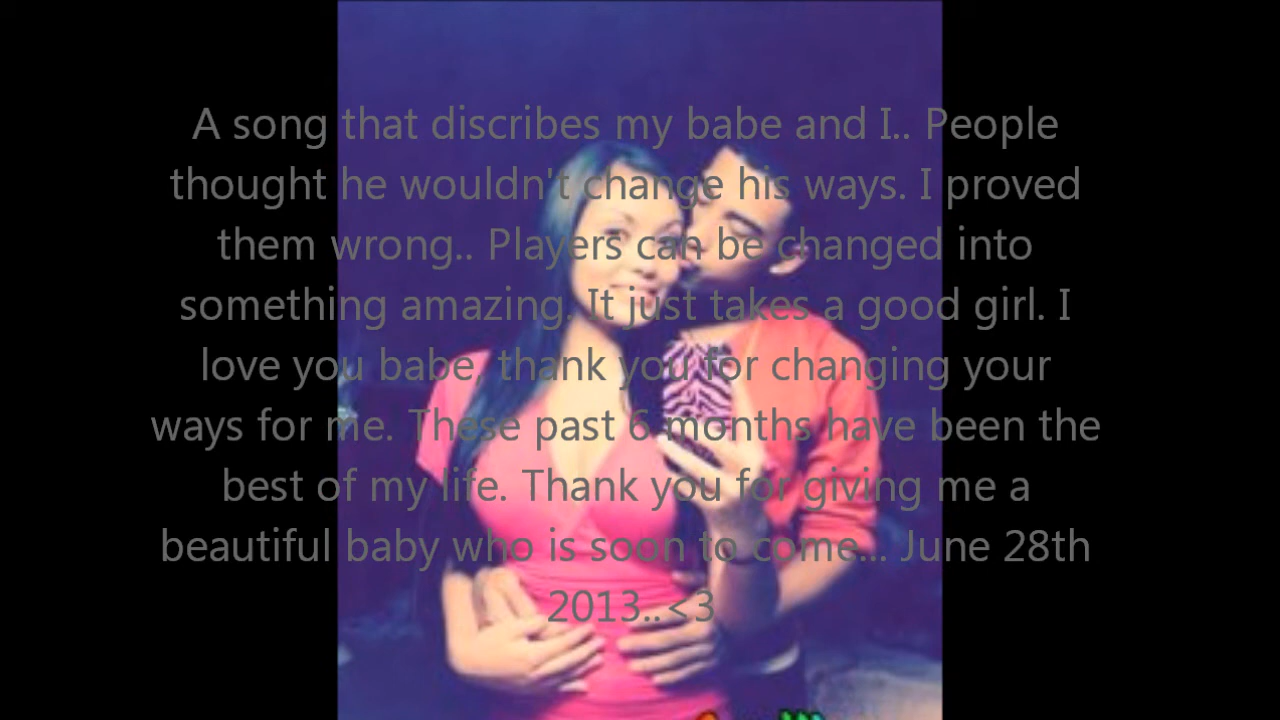 A song that discribes my babe and I.. People
thought he wouldn't change his ways. I proved
them wrong.. Players can be changed into
something amazing. It just takes a good girl. I
love you babe, thank you for changing your
ways for me. These past 6 months have been the
best of my life. Thank you for giving me a
beautiful baby who is soon to come... June 28th
2013..<3